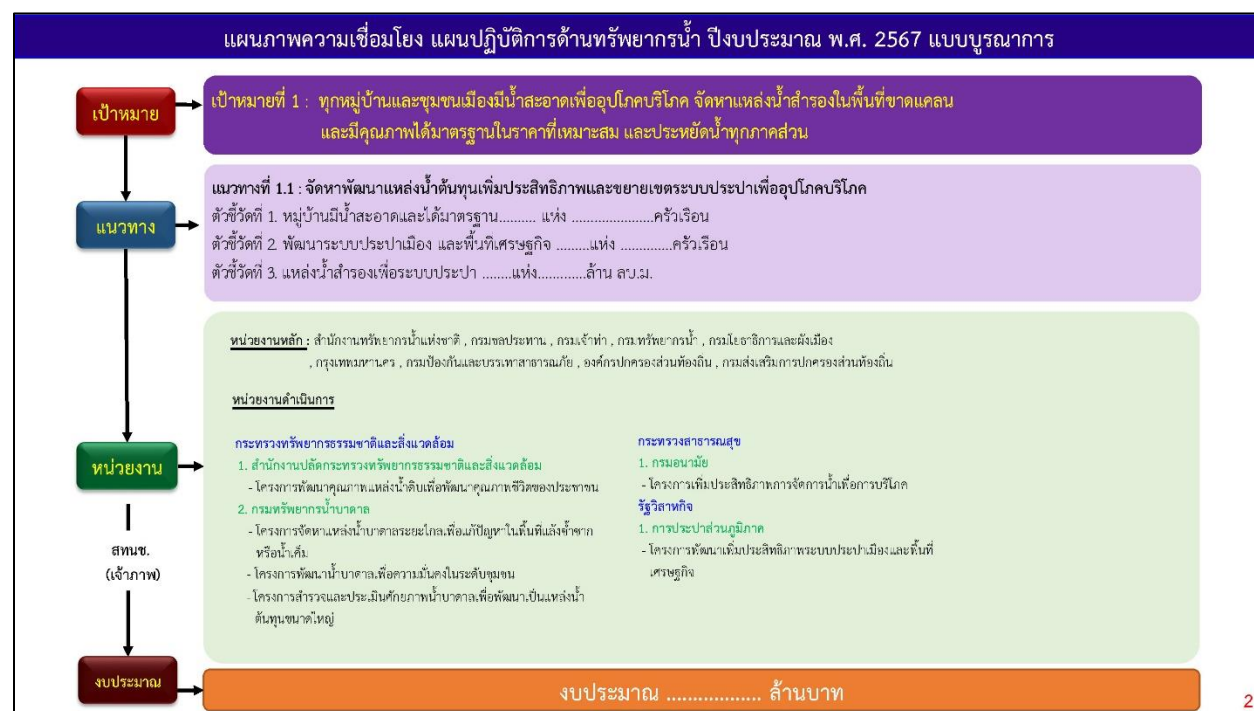 แผนภาพความเชื่อมโยง แผนปฏิบัติการด้านทรัพยากรน้ำ ปีงบประมาณ พ.ศ. 2567 แบบบูรณาการ
เป้าหมาย
เป้าหมายที่ 1 : ทุกหมู่บ้านและชุมชนเมืองมีน้ำสะอาดเพื่ออุปโภคบริโภค จัดหาแหล่งน้ำสำรองในพื้นที่ขาดแคลน
และมีคุณภาพได้มาตรฐานในราคาที่เหมาะสม และประหยัดน้ำทุกภาคส่วน
แนวทาง
แนวทางที่ 1.1 : จัดหาพัฒนาแหล่งน้ำต้นทุนเพิ่มประสิทธิภาพและขยายเขตระบบประปาเพื่ออุปโภคบริโภค
ตัวชี้วัดที่ 1. หมู่บ้านมีน้ำสะอาดและได้มาตรฐาน.......... แห่ง ......................ครัวเรือน
ตัวชี้วัดที่ 2. พัฒนาระบบประปาเมือง และพื้นที่เศรษฐกิจ .........แห่ง ..............ครัวเรือน
ตัวชี้วัดที่ 3. แหล่งน้ำสำรองเพื่อระบบประปา ........แห่ง.............ล้าน ลบ.ม.
หน่วยงาน
สทนช.
(เจ้าภาพ)
หน่วยงานหลัก : สำนักงานทรัพยากรน้ำแห่งชาติ , กรมชลประทาน , กรมเจ้าท่า , กรมทรัพยากรน้ำ , กรมโยธาธิการและผังเมือง
, กรุงเทพมหานคร , กรมป้องกันและบรรเทาสาธารณภัย , องค์กรปกครองส่วนท้องถิ่น , กรมส่งเสริมการปกครองส่วนท้องถิ่น
หน่วยงานดำเนินการ
กระทรวงทรัพยากรธรรมชาติและสิ่งแวดล้อม
1. สำนักงานปลัดกระทรวงทรัพยากรธรรมชาติและสิ่งแวดล้อม
- โครงการพัฒนาคุณภาพแหล่งน้ำดิบเพื่อพัฒนาคุณภาพชีวิตของประชาชน
2. กรมทรัพยากรน้ำบาดาล
- โครงการจัดหาแหล่งน้ำบาดาลระยะไกลเพื่อแก้ปัญหาในพื้นที่แล้งซ้ำซาก
หรือน้ำเค็ม
- โครงการพัฒนาน้ำบาดาลเพื่อความมั่นคงในระดับชุมชน
- โครงการสำรวจและประเมินศักยภาพน้ำบาดาลเพื่อพัฒนาเป็นแหล่งน้ำ
ต้นทุนขนาดใหญ่
กระทรวงสาธารณสุข
1. กรมอนามัย
- โครงการเพิ่มประสิทธิภาพการจัดการน้ำเพื่อการบริโภค
รัฐวิสาหกิจ
1. การประปาส่วนภูมิภาค
- โครงการพัฒนาเพิ่มประสิทธิภาพระบบประปาเมืองและพื้นที่
เศรษฐกิจ
งบประมาณ
งบประมาณ .................. ล้านบาท
2